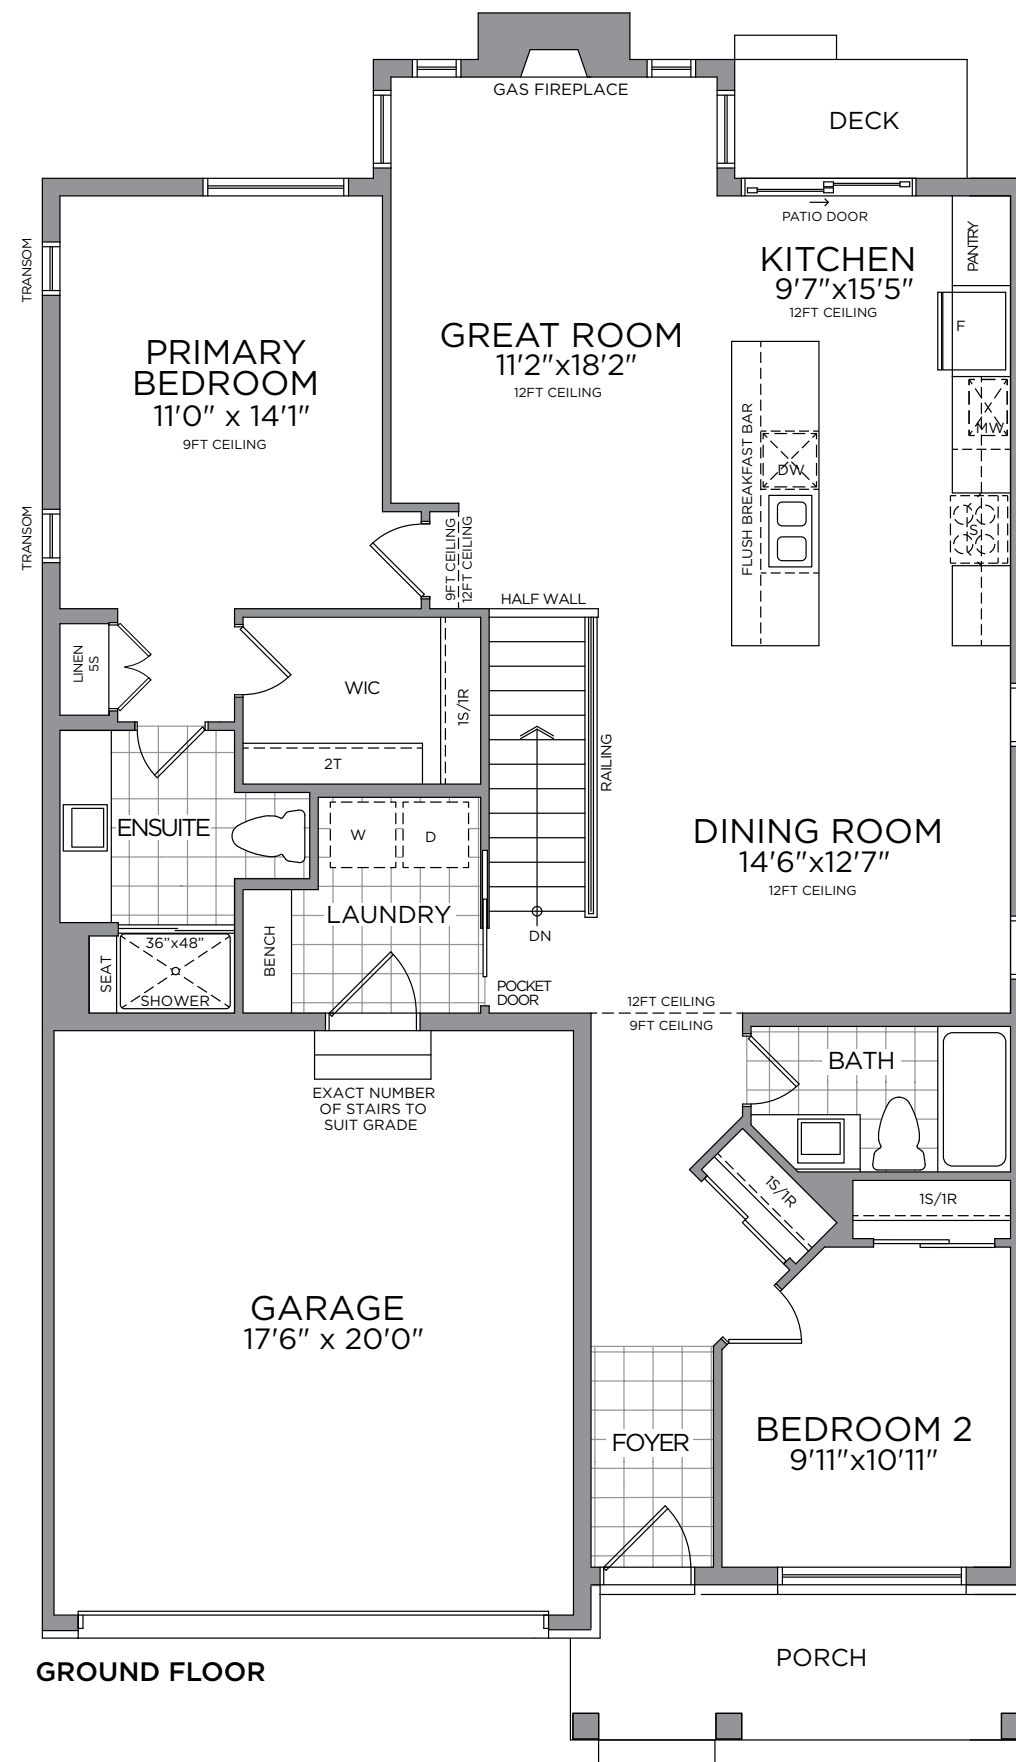 GAS FIREPLACE
DECK
PATIO DOOR
PANTRY
KITCHEN
9'7"x15'5"
12FT CEILING
F
TRANSOM
GREAT ROOM
11'2"x18'2"
12FT CEILING
PRIMARY
BEDROOM
11'0" x 14'1"
9FT CEILING
MW
FLUSH BREAKFAST BAR
DW
S
TRANSOM
9FT CEILING
12FT CEILING
HALF WALL
LINEN
5S
WIC
1S/1R
2T
RAILING
ENSUITE
W
D
DINING ROOM
14'6"x12'7"
12FT CEILING
LAUNDRY
DN
BENCH
36"x48"
SEAT
SHOWER
POCKET
DOOR
12FT CEILING
9FT CEILING
BATH
EXACT NUMBER
OF STAIRS TO
SUIT GRADE
1S/1R
1S/1R
GARAGE
17'6" x 20'0"
FOYER
BEDROOM 2
9'11"x10'11"
PORCH
GROUND FLOOR